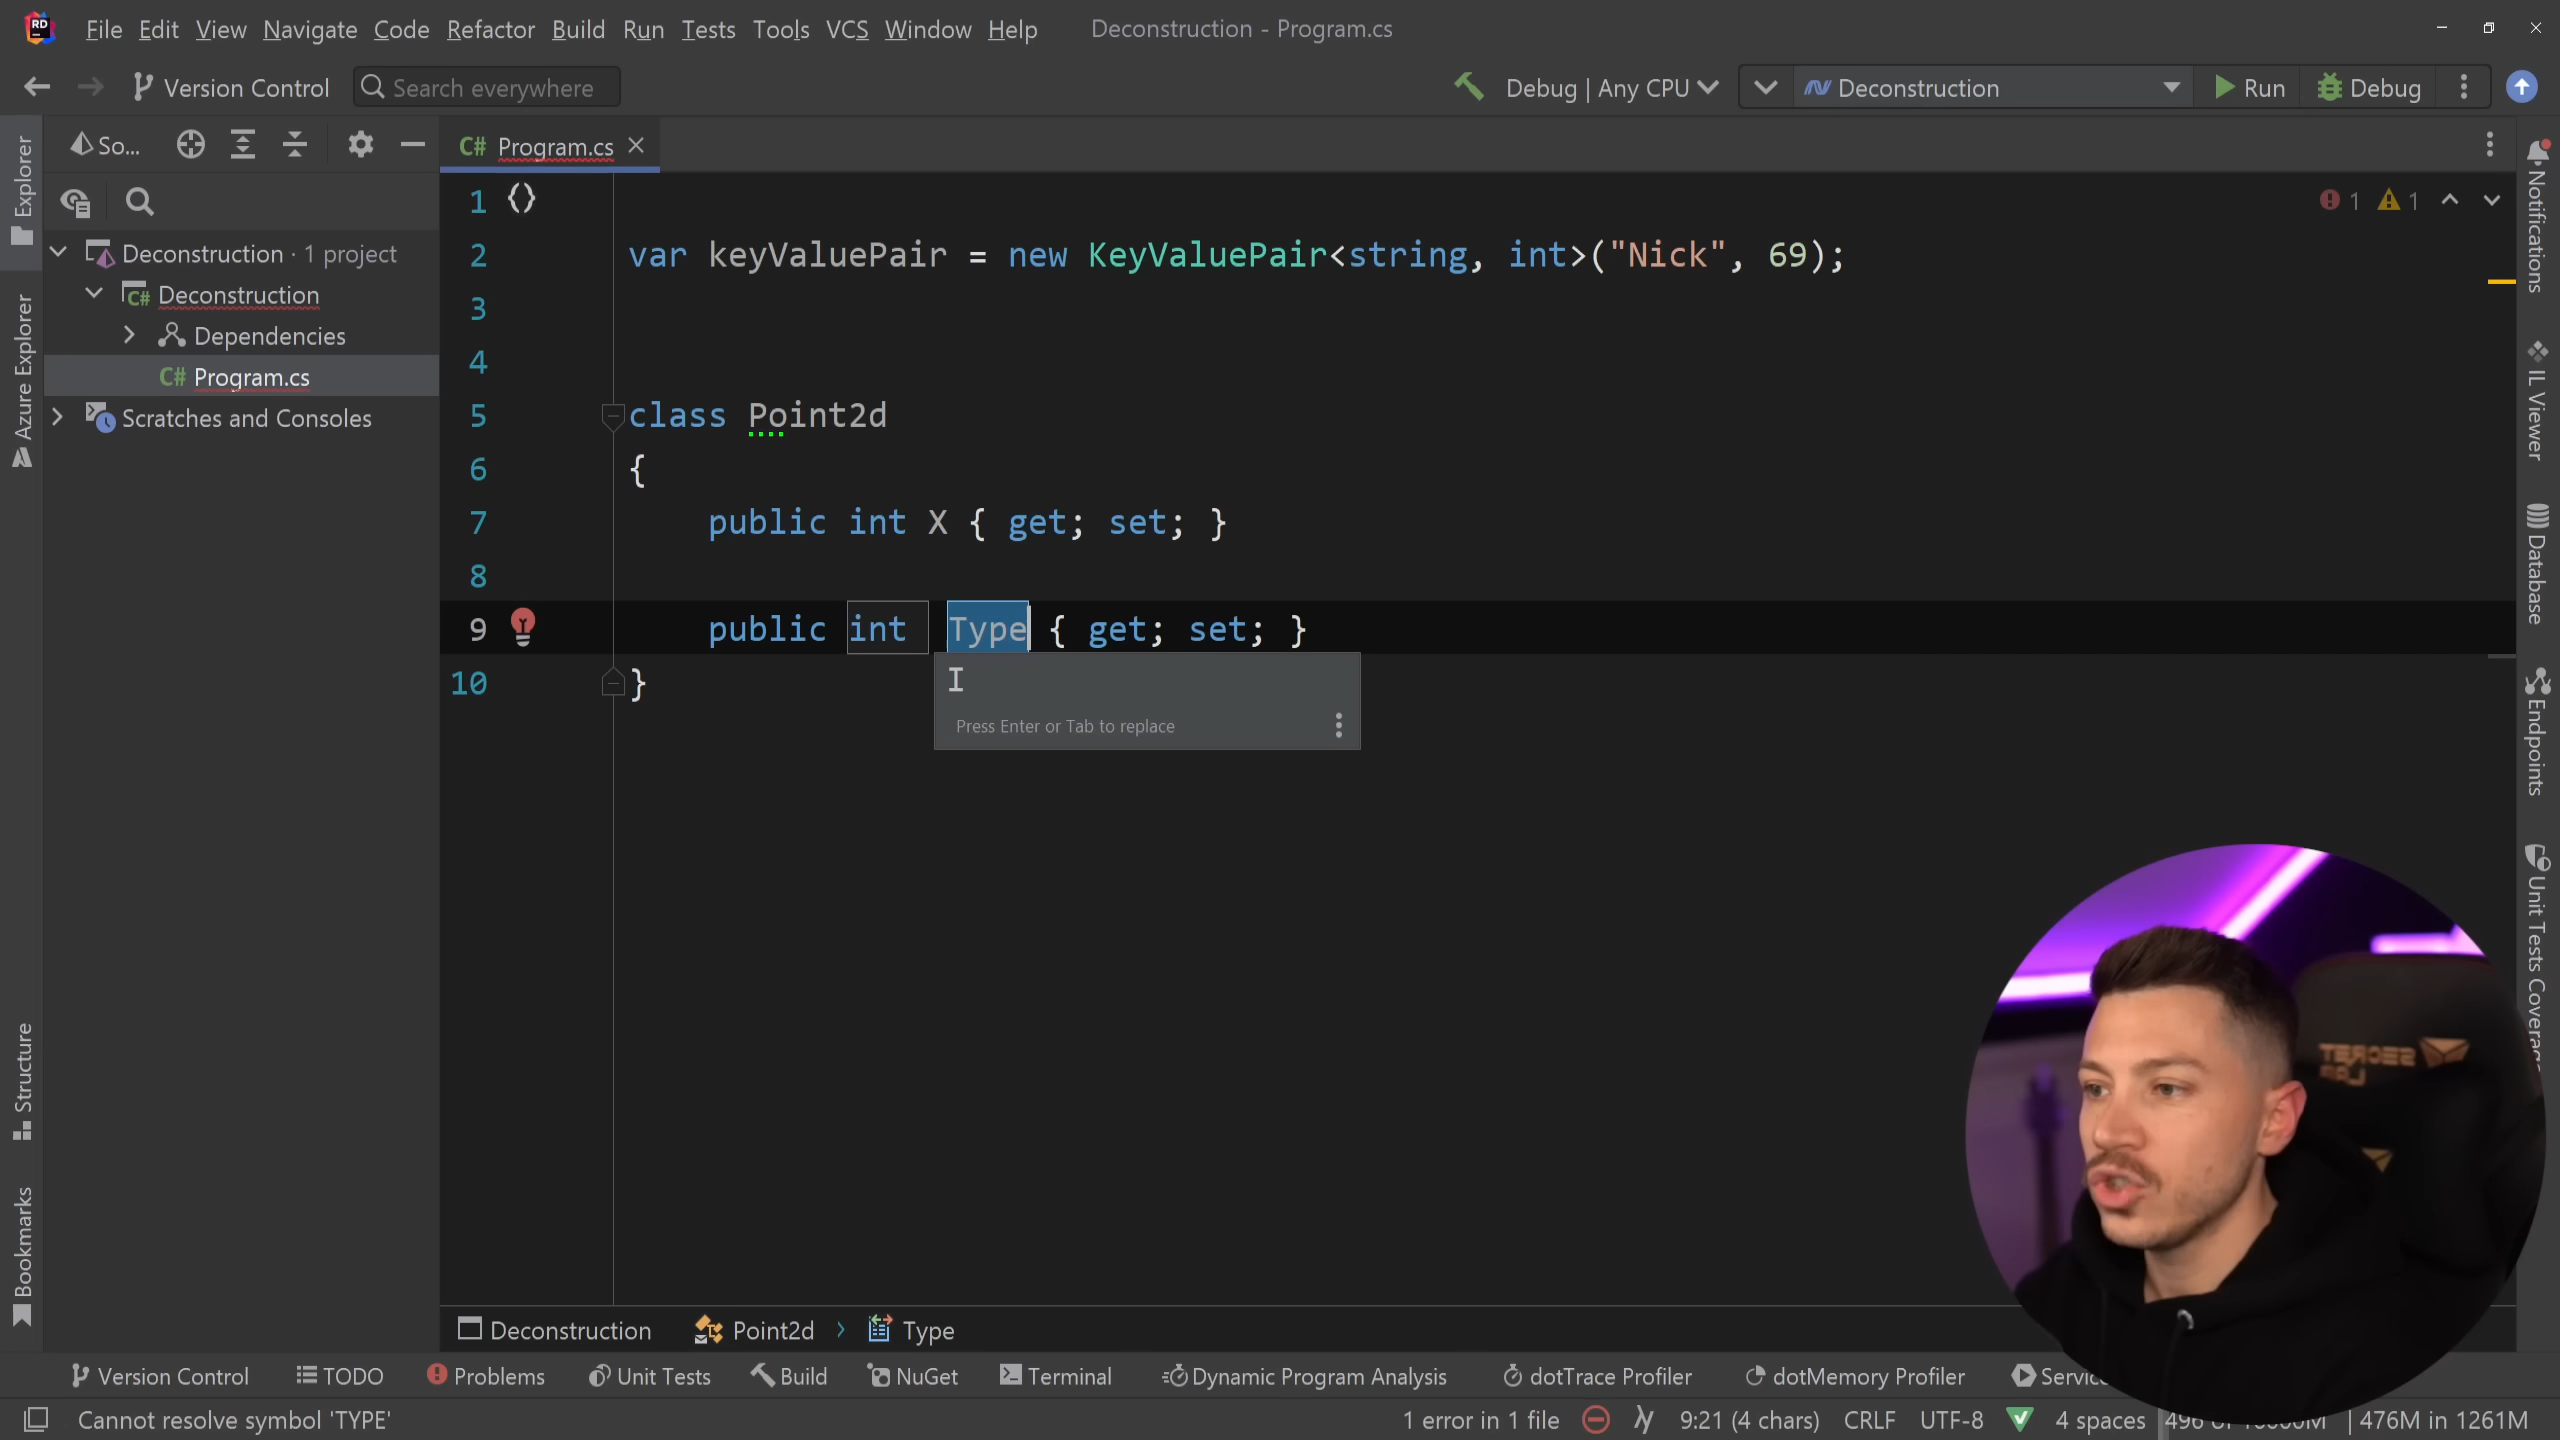 File Edit View Navigate Code Refactor Build Run Tests Tools VCS Window Help Deconstruction - Program.cs
Version Control Search everywhere Debug | Any CPU Deconstruction Run Debug
So... C# Program.cs
Explorer
Azure Explorer
Structure
Bookmarks
Deconstruction · 1 project
C# Deconstruction
Dependencies
C# Program.cs
Scratches and Consoles
1 {} 1 1
2 var keyValuePair = new KeyValuePair<string, int>("Nick", 69);
3
4
5 class Point2d
6 {
7 public int X { get; set; }
8
9 public int Type { get; set; }
Press Enter or Tab to replace
10 }
Notifications
IL Viewer
Database
Endpoints
Unit Tests Coverage
SECRET
LAB
Deconstruction Point2d › Type
Version Control TODO Problems Unit Tests Build NuGet Terminal Dynamic Program Analysis dotTrace Profiler dotMemory Profiler
Cannot resolve symbol 'TYPE' 1 error in 1 file 9:21 (4 chars) CRLF UTF-8 4 spaces 476M in 1261M